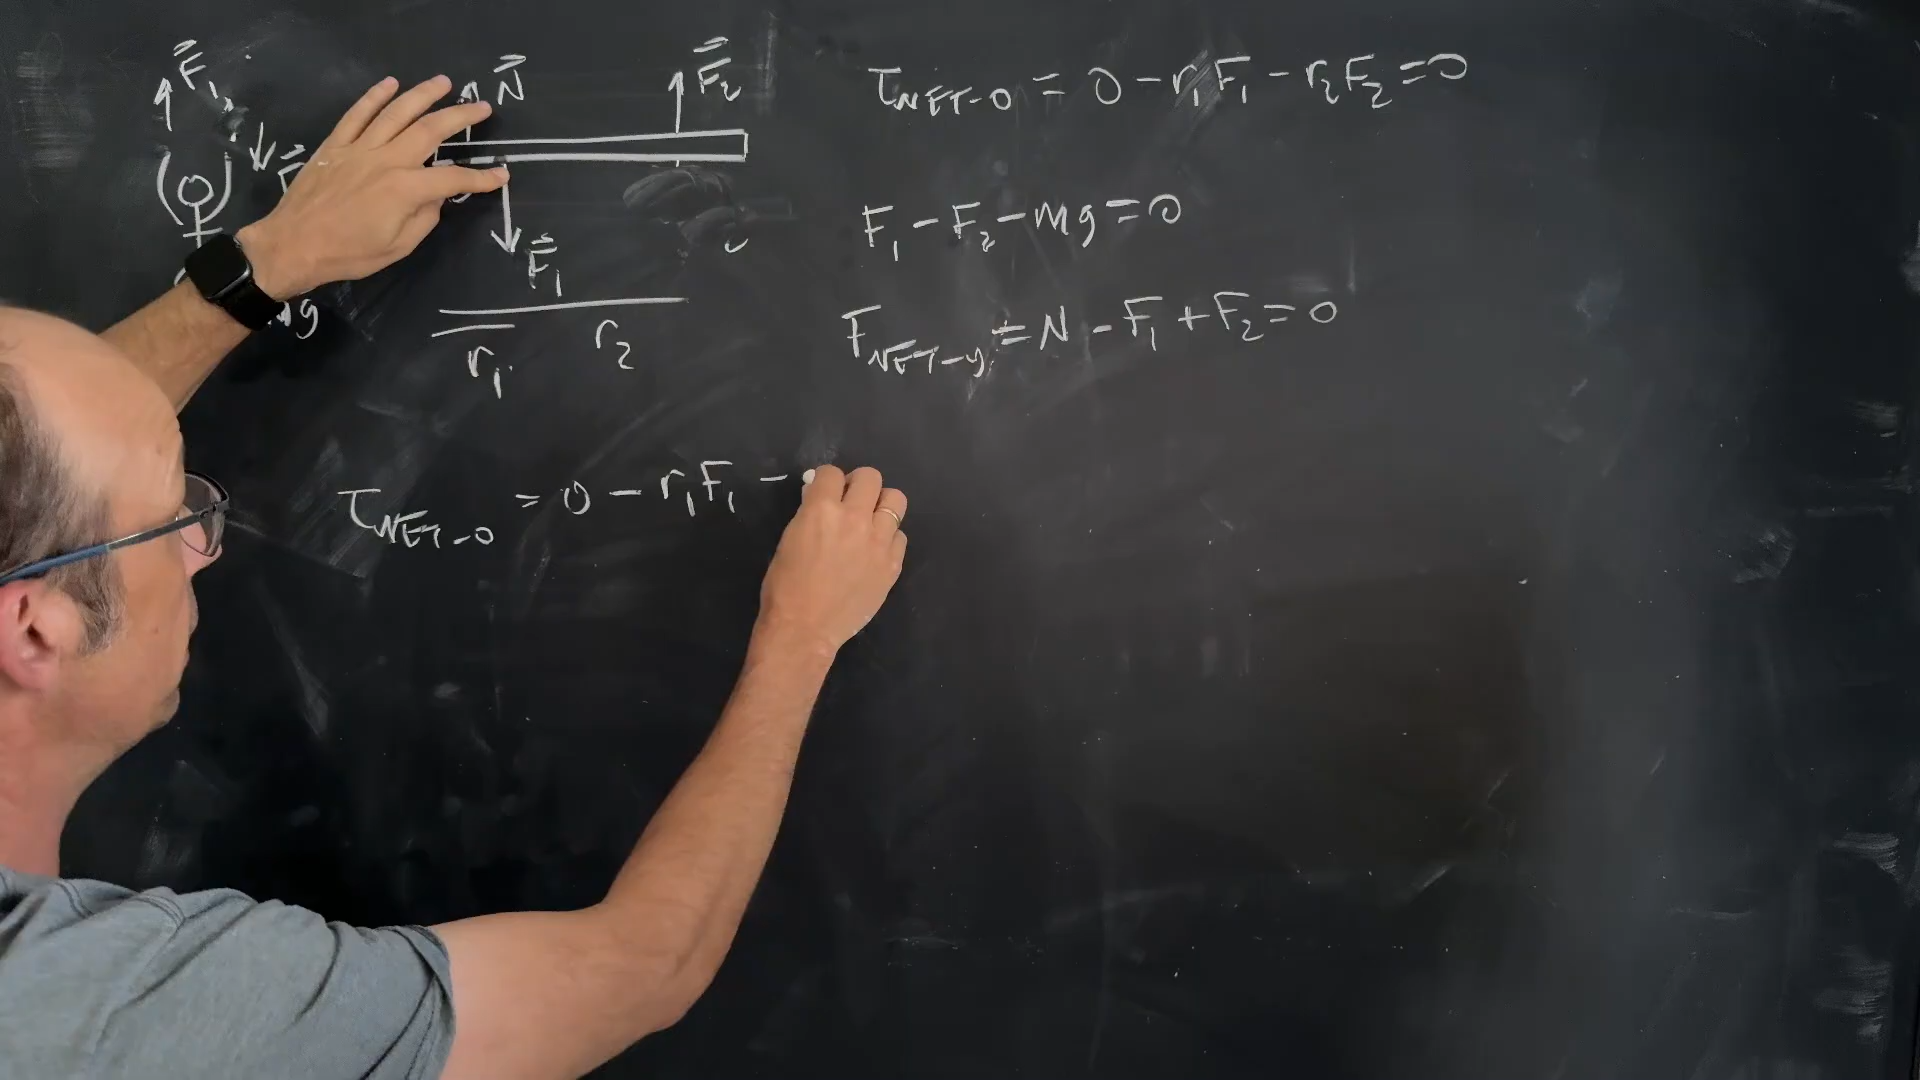 F₁
N
F₂
τNET-O = 0 - r₁F₁ - r₂F₂ = 0
F₁ - F₂ - mg = 0
F₁
g
FNET-y = N - F₁ + F₂ = 0
r₁
r₂
τNET-O = 0 - r₁F₁ -